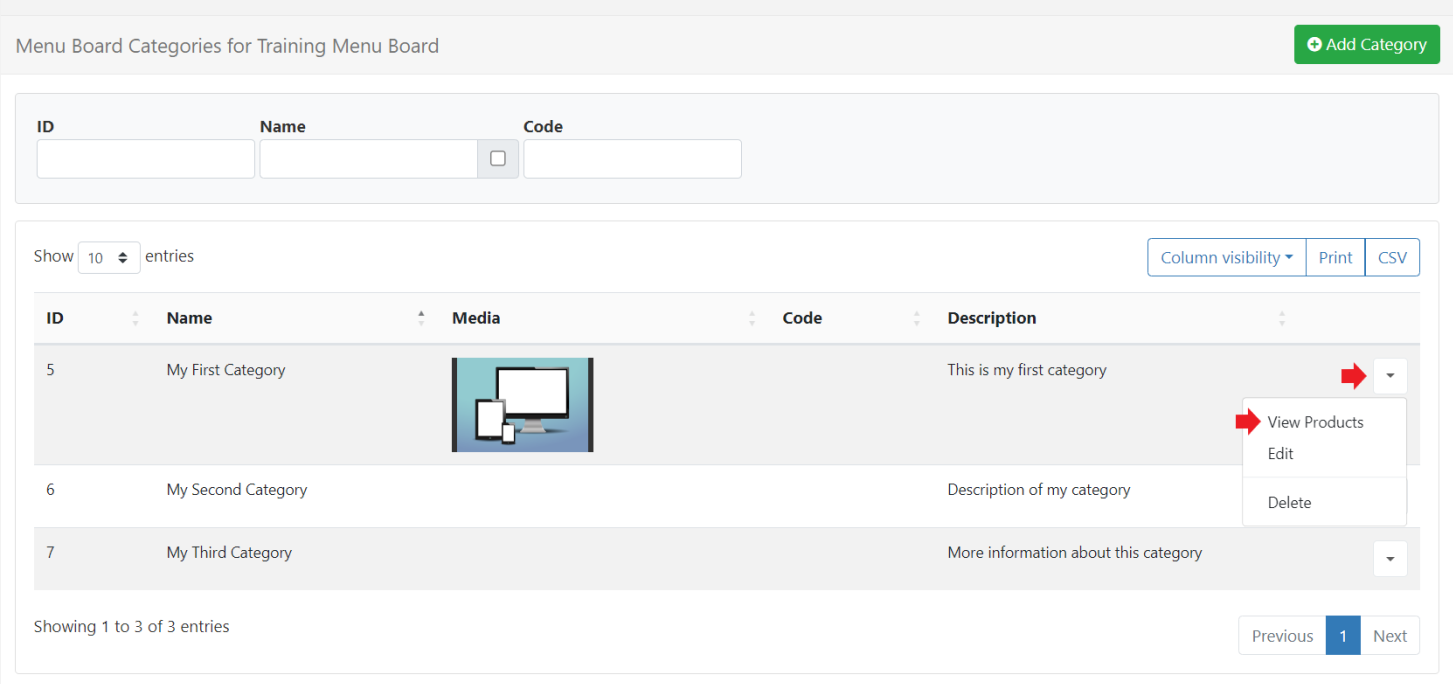 Menu Board Categories for Training Menu Board
Add Category
ID Name Code
Show 10 entries
Column visibility Print CSV
ID Name Media Code Description
5 My First Category This is my first category
View Products
Edit
6 My Second Category Description of my category
Delete
7 My Third Category More information about this category
Showing 1 to 3 of 3 entries
Previous 1 Next